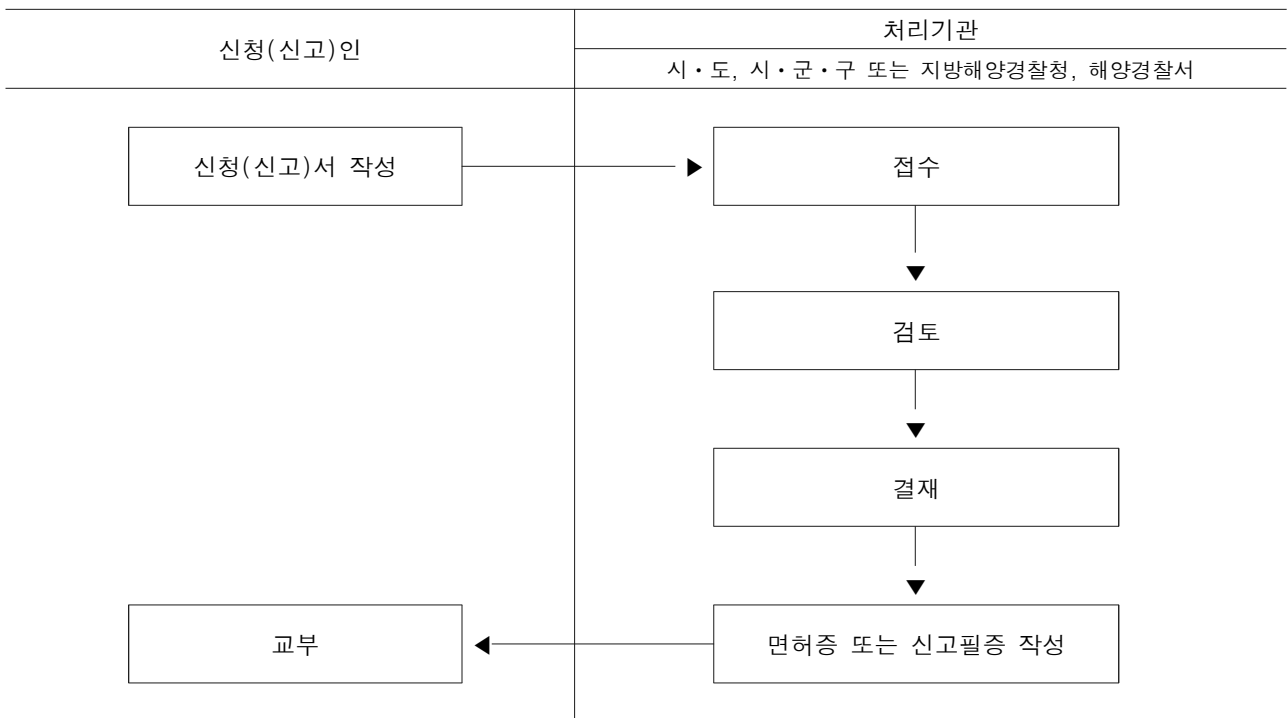 신청(신고)인
처리기관
시・도, 시・군・구 또는 지방해양경찰청, 해양경찰서
신청(신고)서 작성
접수
검토
결재
면허증 또는 신고필증 작성
교부